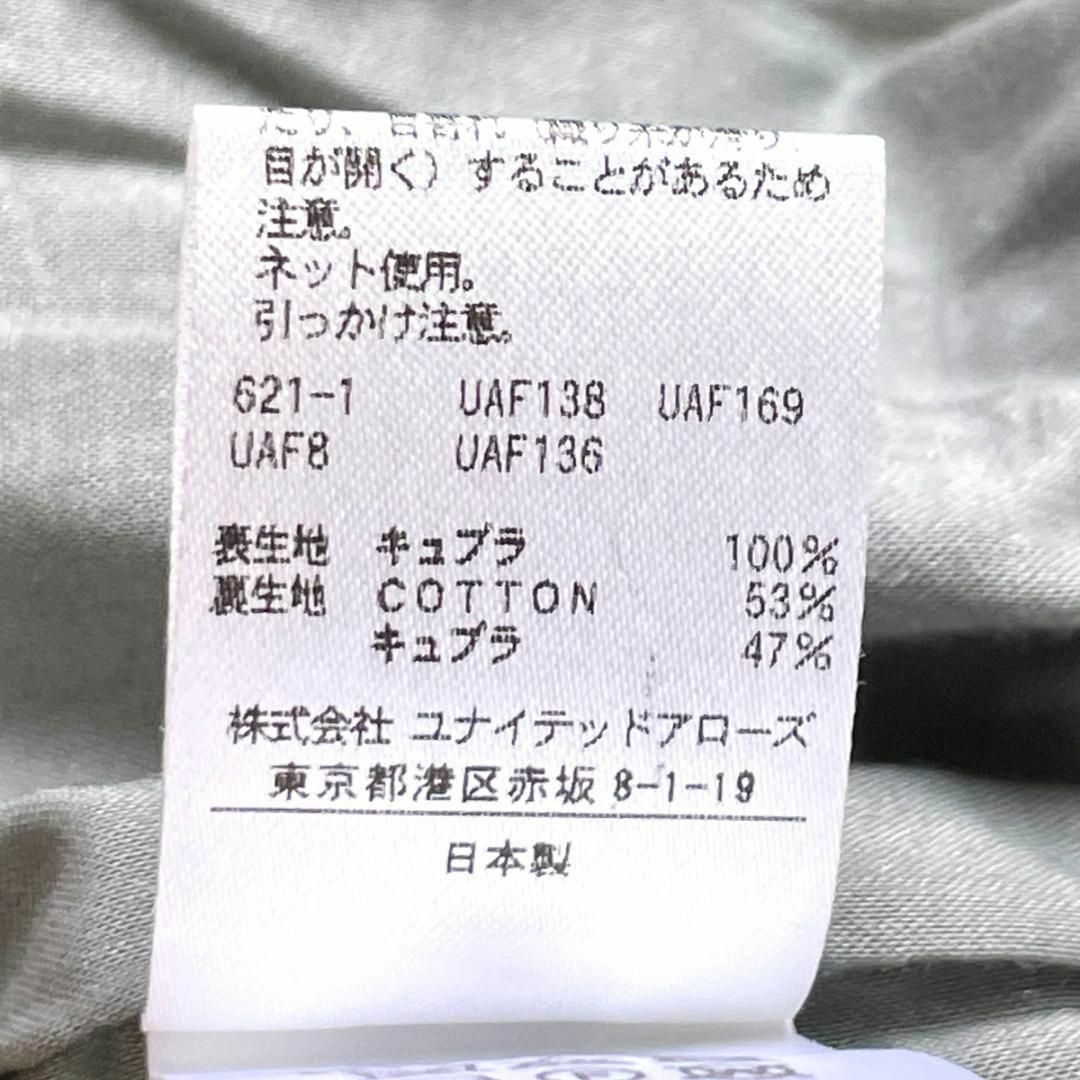 目が開く）することがあるため
注意。
ネット使用。
引っかけ注意。
621-1 UAF138 UAF169
UAF8 UAF136
表生地 キュプラ 100%
裏生地 COTTON 53%
キュプラ 47%
株式会社 ユナイテッドアローズ
東京都港区赤坂 8-1-19
日本製